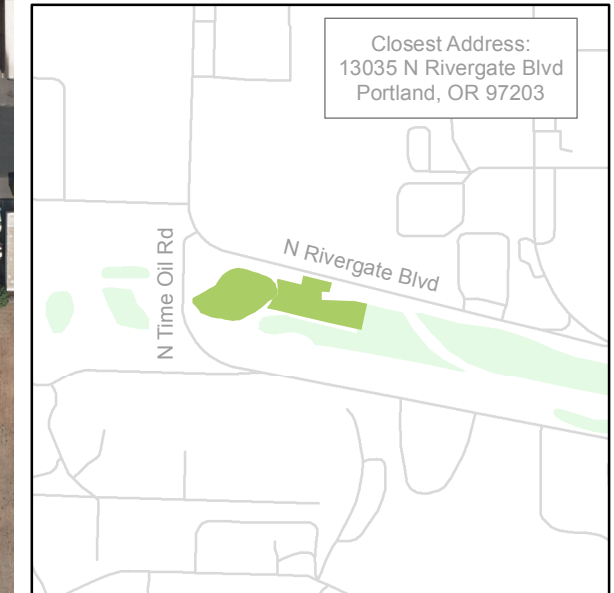 Closest Address:
13035 N Rivergate Blvd
Portland, OR 97203
N Rivergate Blvd
N Time Oil Rd